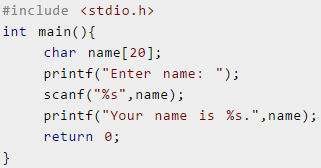 #include <stdio.h>
int main(){
char name[20];
printf("Enter name: ");
scanf("%s",name);
printf("Your name is %s.",name);
return 0;
}